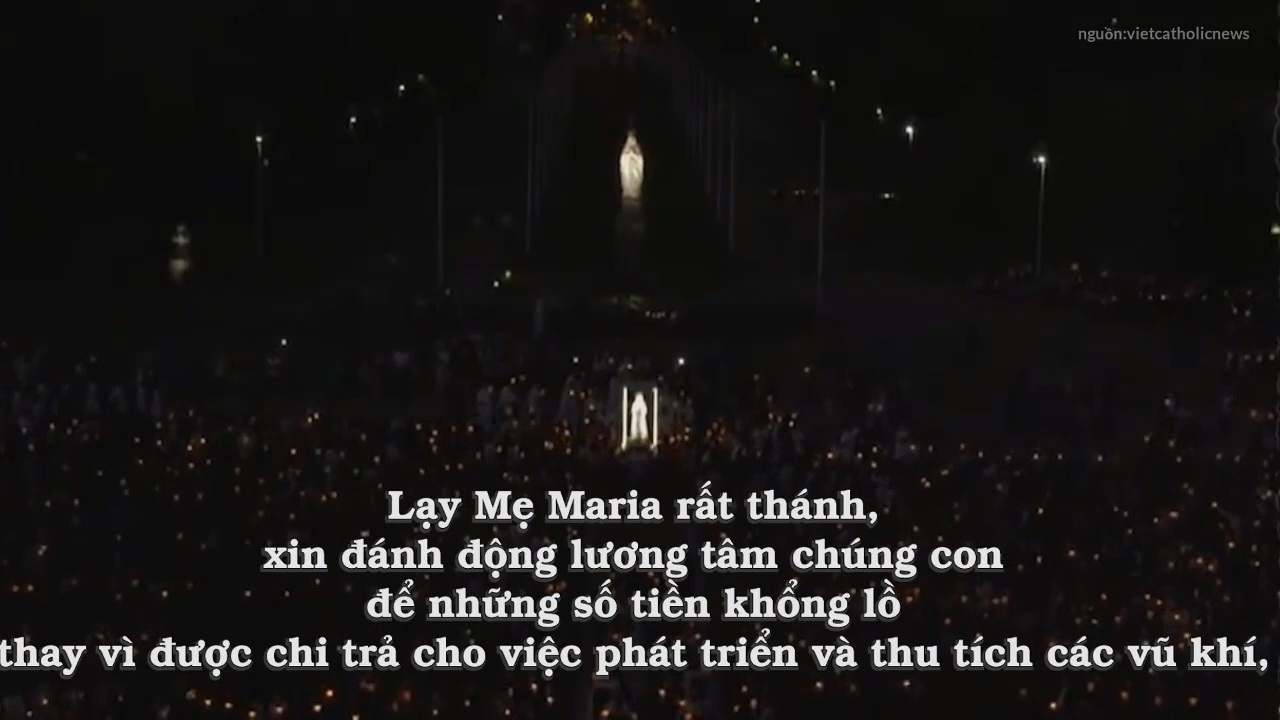 nguồn:vietcatholicnews
Lạy Mẹ Maria rất thánh,
xin đánh động lương tâm chúng con
để những số tiền khổng lồ
thay vì được chi trả cho việc phát triển và thu tích các vũ khí,